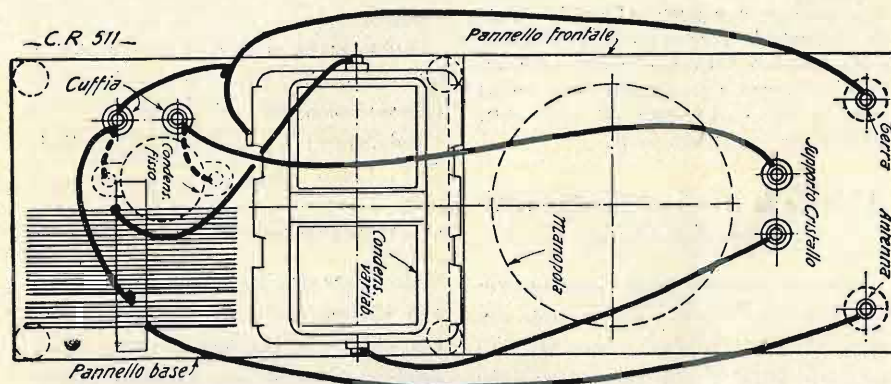 C.R. 511
Pannello frontale
Cuffia
Condens.
fisso
Condens.
variab.
Manopola
Supporto Cristallo
Terra
Antenna
Pannello base